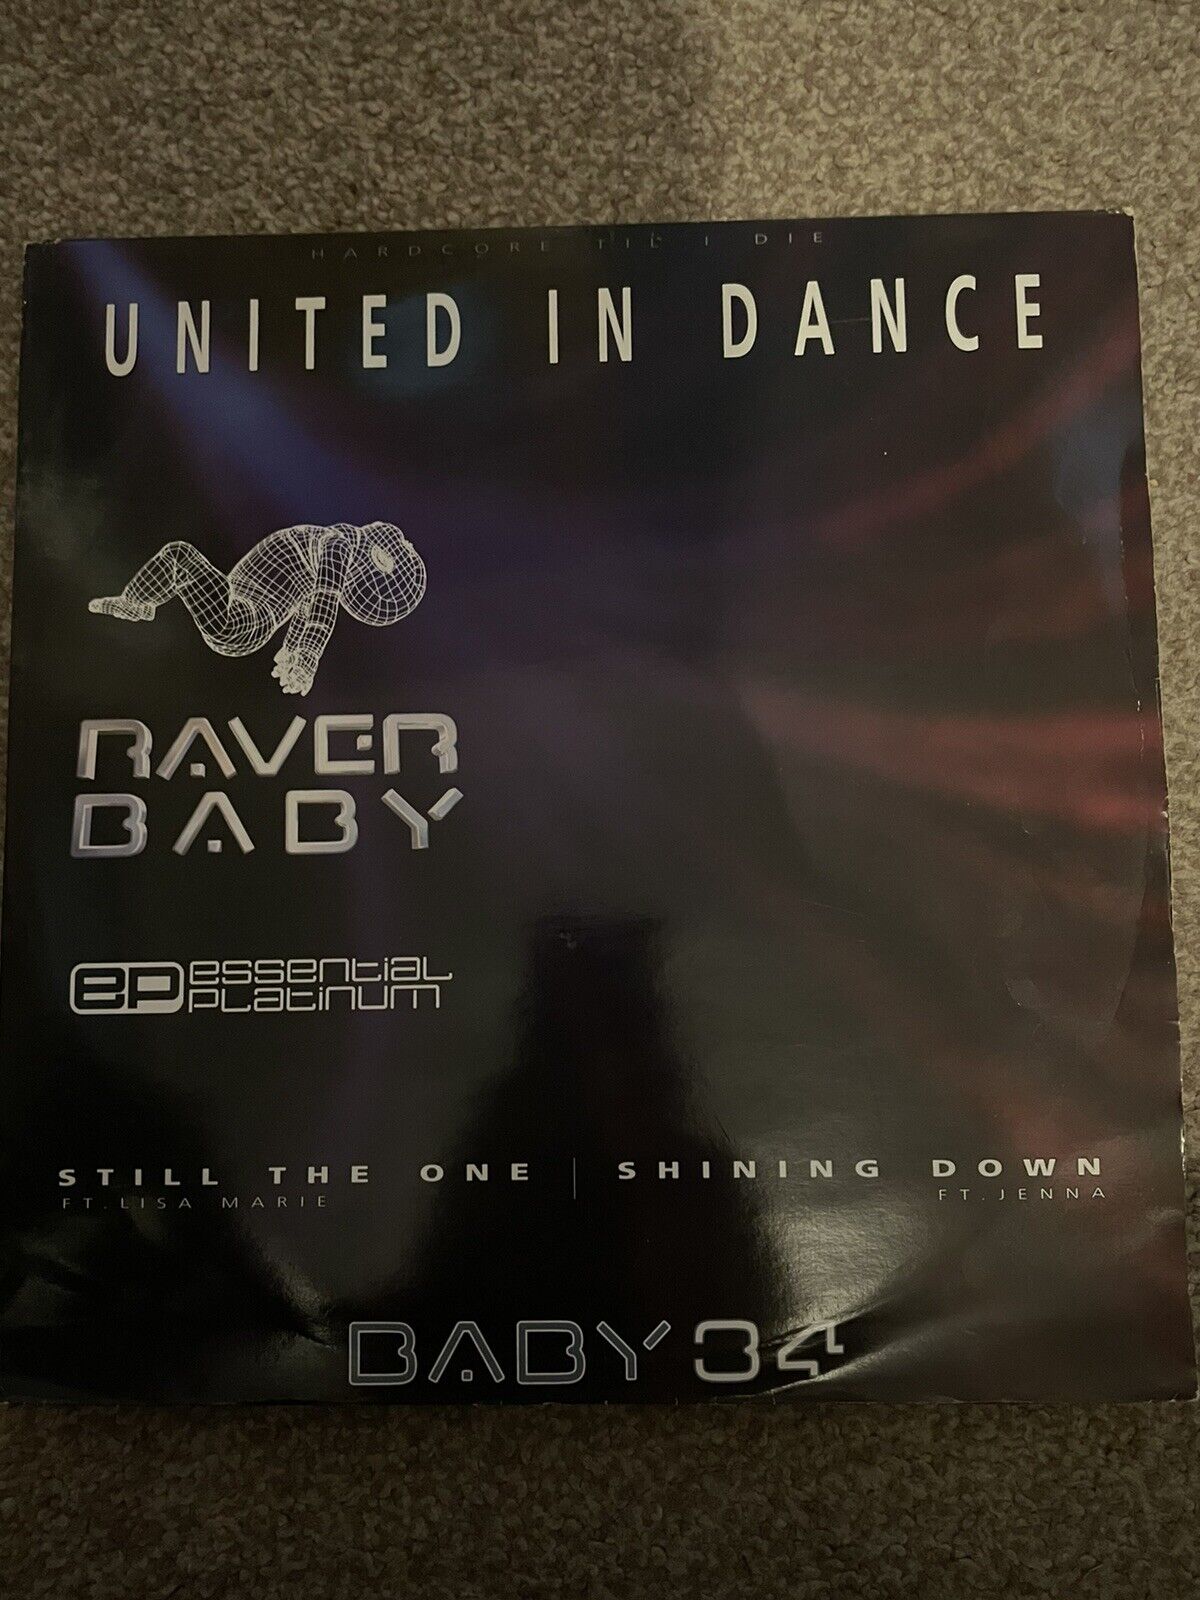 HARDCORE TIL I DIE
UNITED IN DANCE
RAVER
BABY
ep essential
platinum
STILL THE ONE | SHINING DOWN
FT. LISA MARIE FT. JENNA
BABY 34